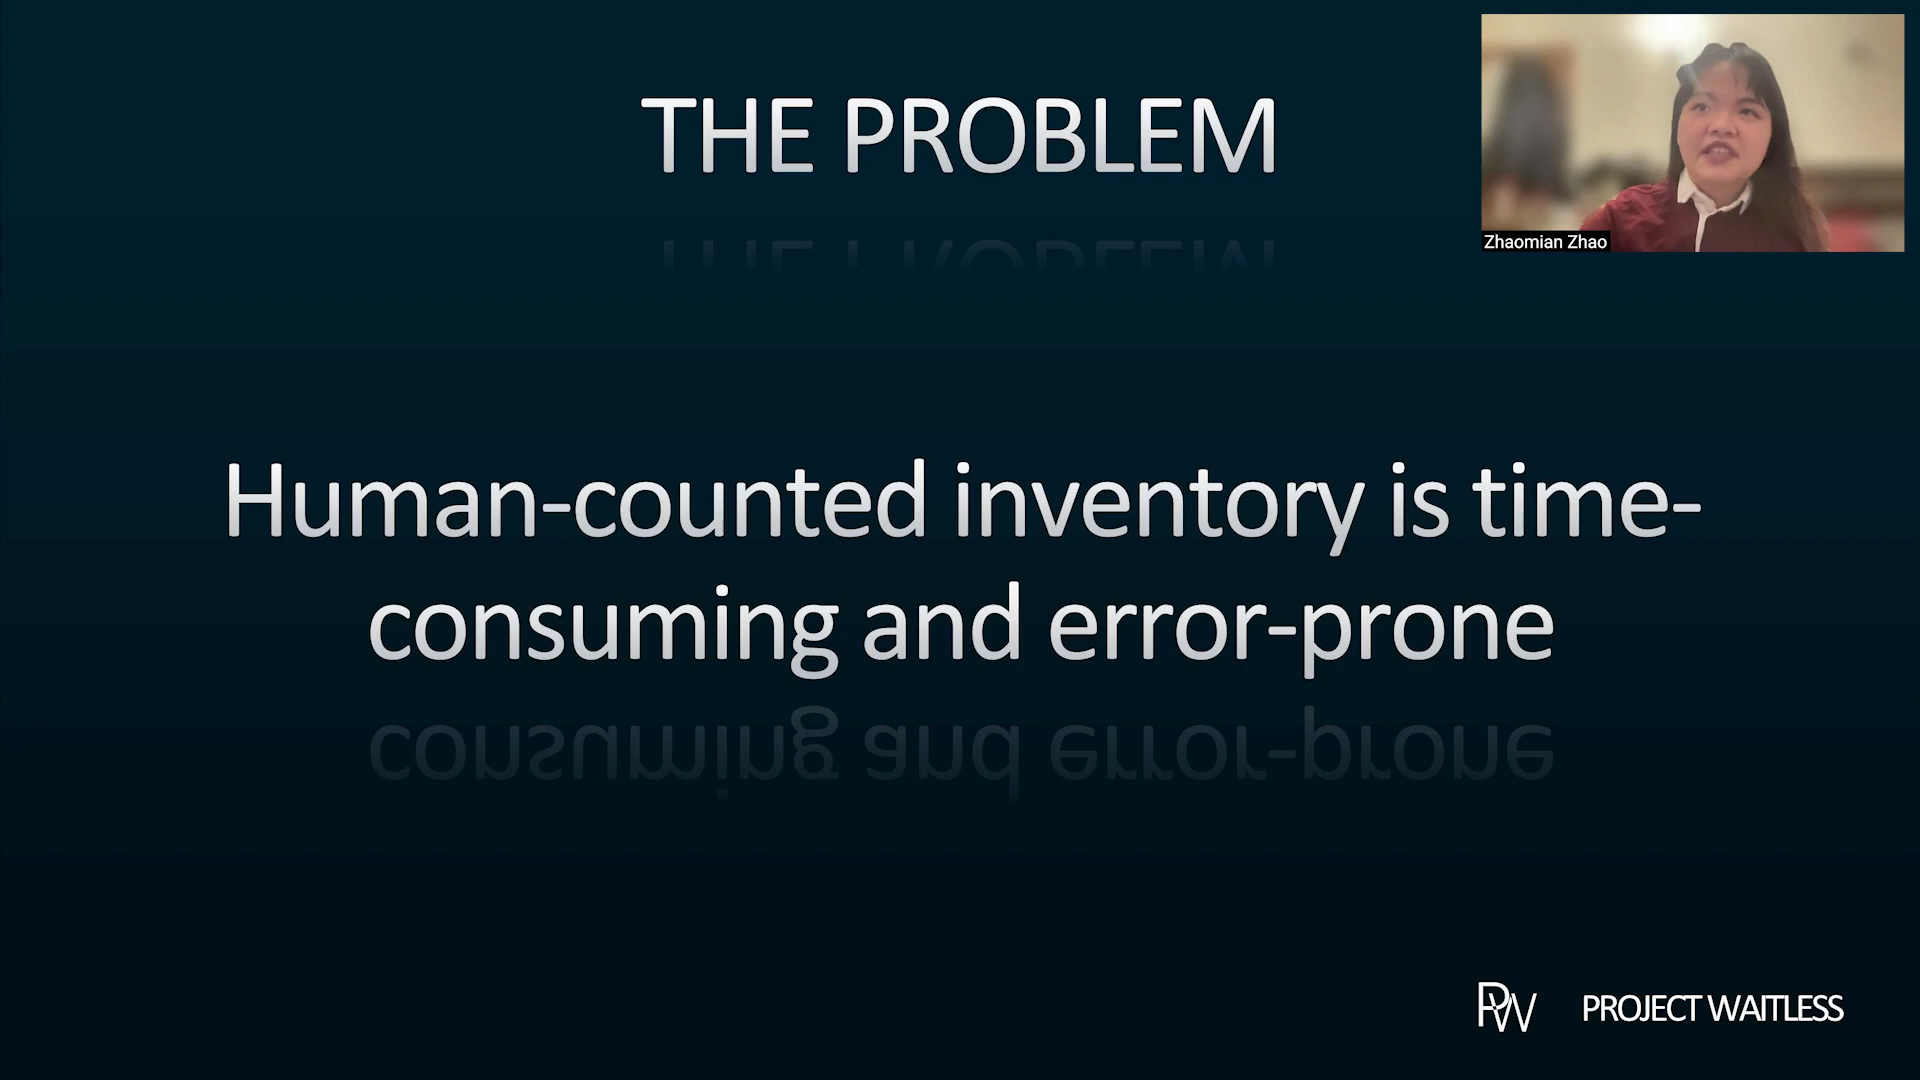 THE PROBLEM
Zhaomian Zhao
Human-counted inventory is time-
consuming and error-prone
PW PROJECT WAITLESS